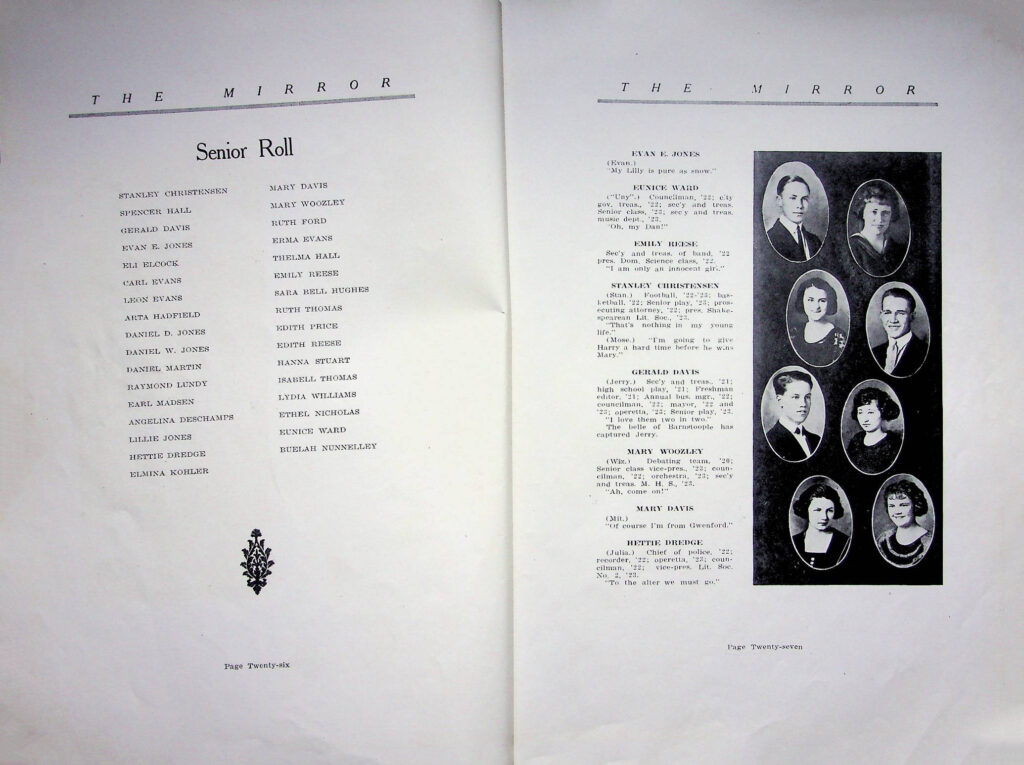 THE MIRROR
Senior Roll
STANLEY CHRISTENSEN
SPENCER HALL
GERALD DAVIS
EVAN E. JONES
ELI ELCOCK
CARL EVANS
LEON EVANS
ARTA HADFIELD
DANIEL D. JONES
DANIEL W. JONES
DANIEL MARTIN
RAYMOND LUNDY
EARL MADSEN
ANGELINA DESCHAMPS
LILLIE JONES
HETTIE DREDGE
ELMINA KOHLER
MARY DAVIS
MARY WOOZLEY
RUTH FORD
ERMA EVANS
THELMA HALL
EMILY REESE
SARA BELL HUGHES
RUTH THOMAS
EDITH PRICE
EDITH REESE
HANNA STUART
ISABELL THOMAS
LYDIA WILLIAMS
ETHEL NICHOLAS
EUNICE WARD
BUELAH NUNNELLEY
Page Twenty-six
THE MIRROR
EVAN E. JONES
(Evan.)
"My Lilly is pure as snow."
EUNICE WARD
("Uny".) Councilman, '22; city
gov. treas., '22; sec'y and treas.
Senior class, '23; sec'y and treas.
music dept., '23.
"Oh, my Dan!"
EMILY REESE
Sec'y and treas. of band, '22
pres. Dom. Science class, '22.
"I am only an innocent girl."
STANLEY CHRISTENSEN
(Stan.) Football, '22-'23; bas-
ketball, '22; Senior play, '23; pros-
ecuting attorney, '22; pres. Shake-
spearean Lit. Soc., '23.
"That's nothing in my young
life."
(Mose.) "I'm going to give
Harry a hard time before he wins
Mary."
GERALD DAVIS
(Jerry.) Sec'y and treas., '21;
high school play, '21; Freshman
editor, '21; Annual bus. mgr., '22;
councilman, '22; mayor, '22 and
'23; operetta, '23; Senior play, '23.
"I love them two in two."
The belle of Barnstople has
captured Jerry.
MARY WOOZLEY
(Wiz.) Debating team, '20;
Senior class vice-pres., '23; coun-
cilman, '22; orchestra, '23; sec'y
and treas. M. H. S., '23.
"Ah, come on!"
MARY DAVIS
(Mit.)
"Of course I'm from Gwenford."
HETTIE DREDGE
(Julia.) Chief of police, '22;
recorder, '22; operetta, '23; coun-
cilman, '22; vice-pres. Lit. Soc.
No. 2, '23.
"To the alter we must go."
Page Twenty-seven